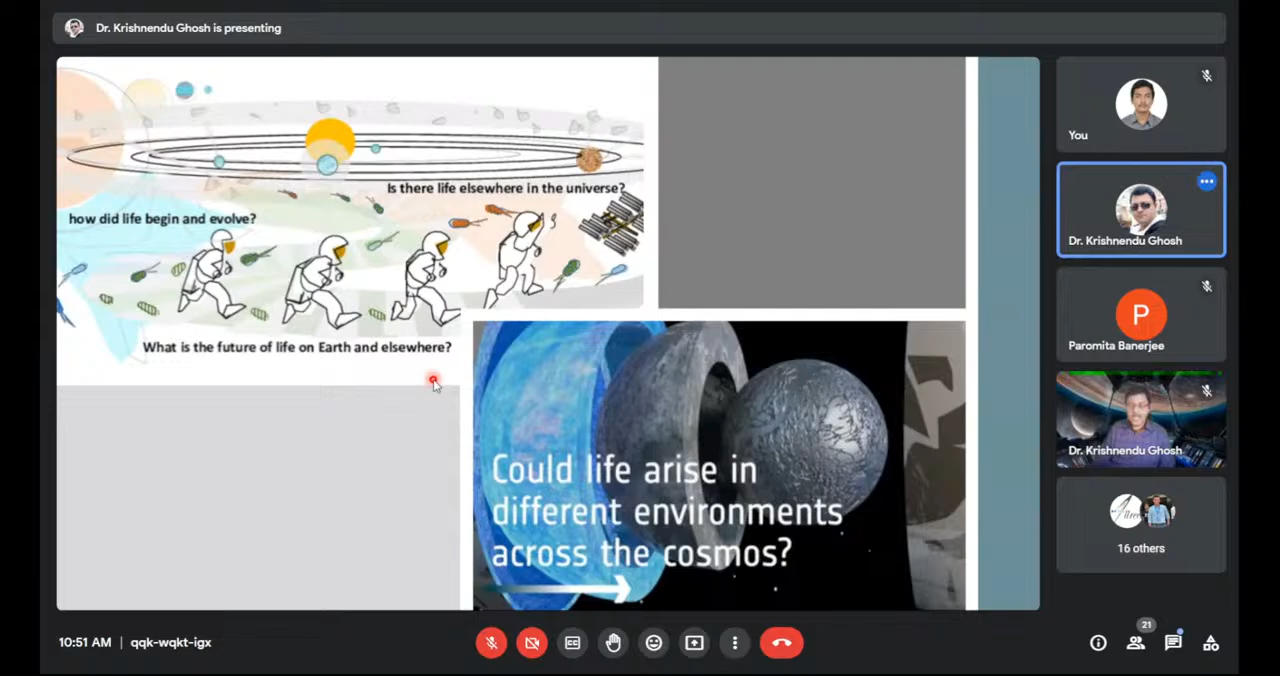 Dr. Krishnendu Ghosh is presenting
Is there life elsewhere in the universe?
how did life begin and evolve?
What is the future of life on Earth and elsewhere?
Could life arise in
different environments
across the cosmos?
You
Dr. Krishnendu Ghosh
P
Paromita Banerjee
Dr. Krishnendu Ghosh
16 others
10:51 AM | qqk-wqkt-igx
CC
21